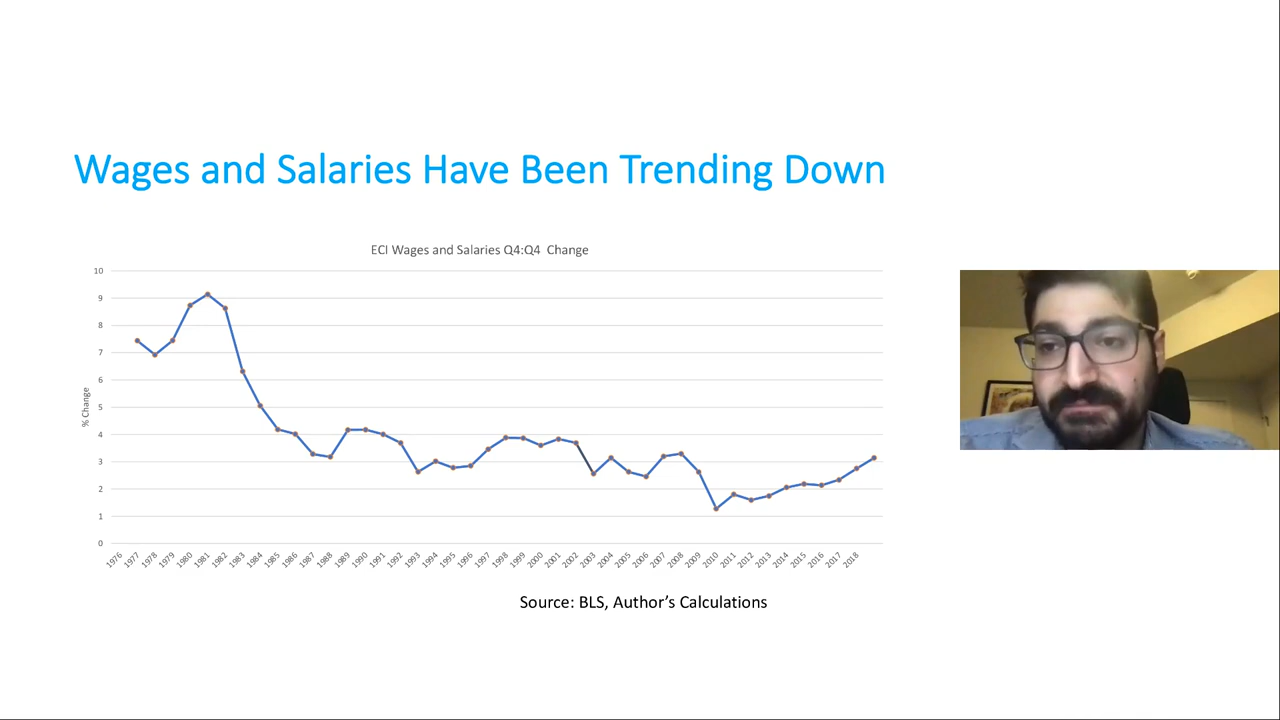 Wages and Salaries Have Been Trending Down
ECI Wages and Salaries Q4:Q4 Change
10
9
8
7
6
5
4
3
2
1
0
% Change
1976 1977 1978 1979 1980 1981 1982 1983 1984 1985 1986 1987 1988 1989 1990 1991 1992 1993 1994 1995 1996 1997 1998 1999 2000 2001 2002 2003 2004 2005 2006 2007 2008 2009 2010 2011 2012 2013 2014 2015 2016 2017 2018
Source: BLS, Author's Calculations